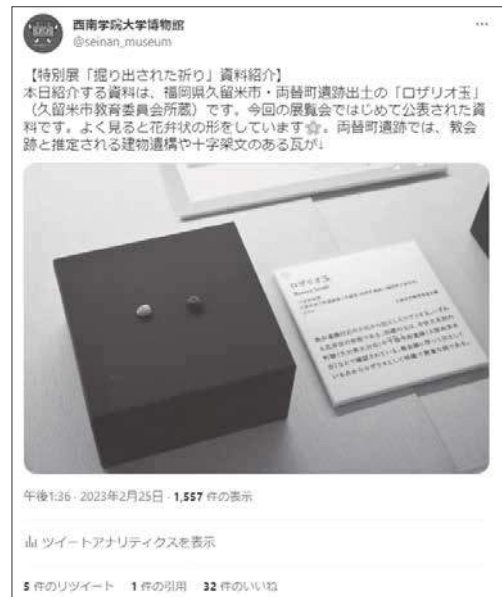 西南学院大学博物館
@seinan_museum
【特別展「掘り出された祈り」資料紹介】
本日紹介する資料は、福岡県久留米市・両替町遺跡出土の「ロザリオ玉」
（久留米市教育委員会所蔵）です。今回の展覧会ではじめて公表された資
料です。よく見ると花弁状の形をしています🌼。両替町遺跡では、教会
跡と推定される建物遺構や十字架文のある瓦が↓
ロザリオ玉
午後1:36 · 2023年2月25日 · 1,557 件の表示
ツイートアナリティクスを表示
5 件のリツイート 1 件の引用 32 件のいいね